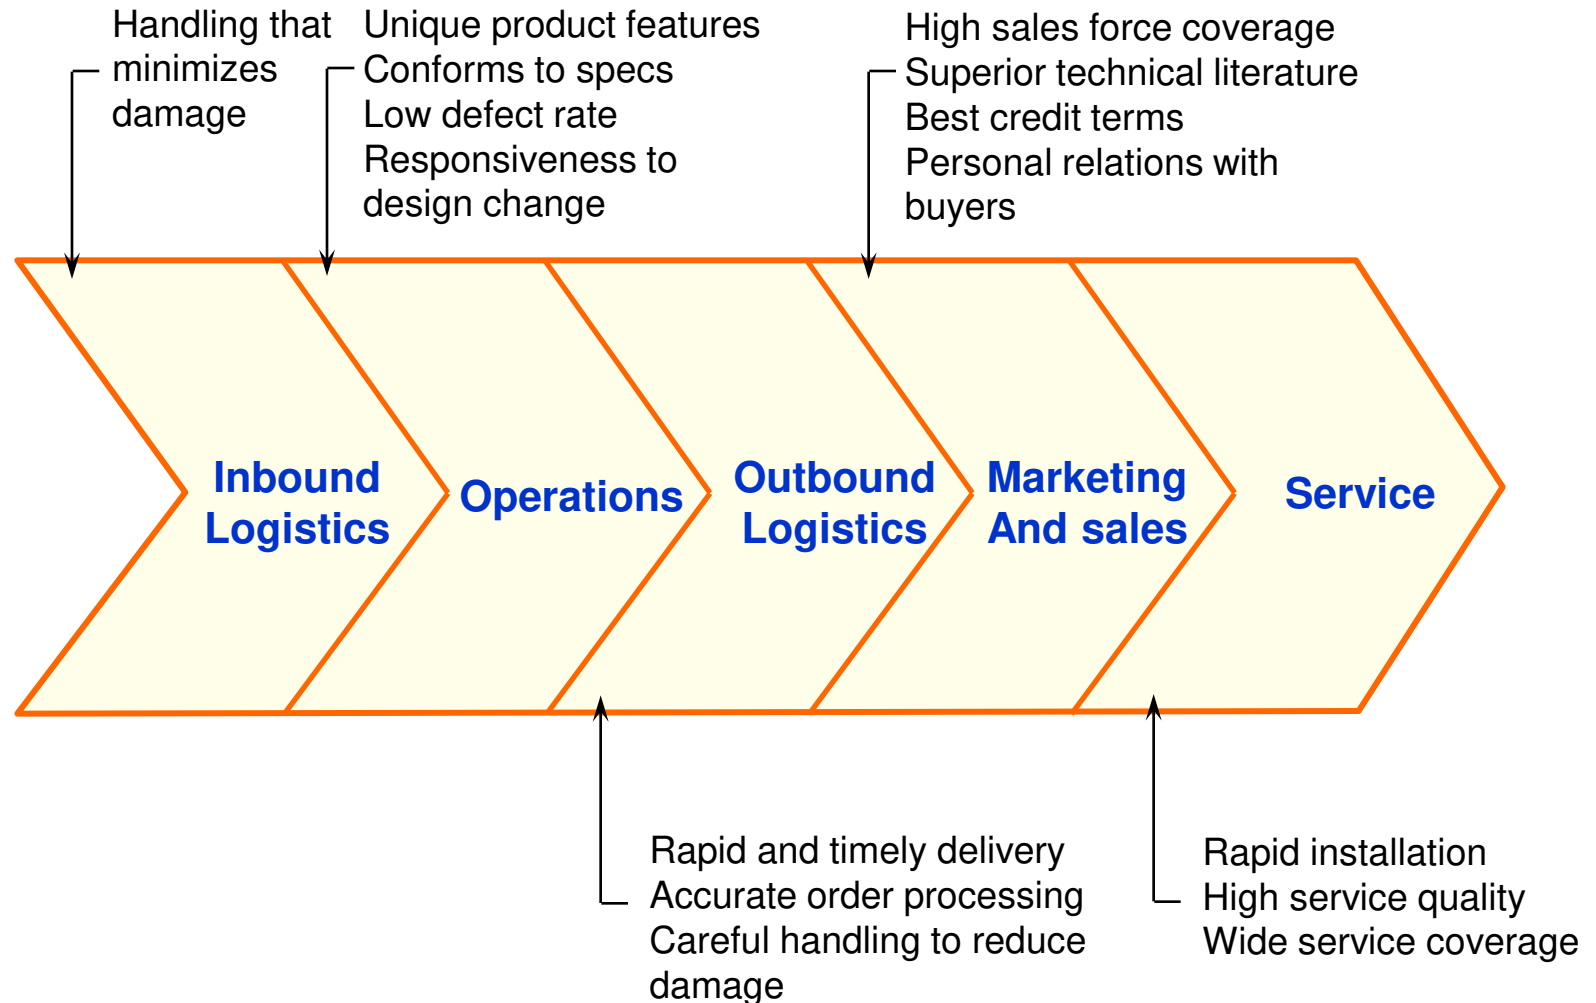 Handling that
minimizes
damage
Unique product features
Conforms to specs
Low defect rate
Responsiveness to
design change
High sales force coverage
Superior technical literature
Best credit terms
Personal relations with
buyers
Inbound
Logistics
Operations
Outbound
Logistics
Marketing
And sales
Service
Rapid and timely delivery
Accurate order processing
Careful handling to reduce
damage
Rapid installation
High service quality
Wide service coverage